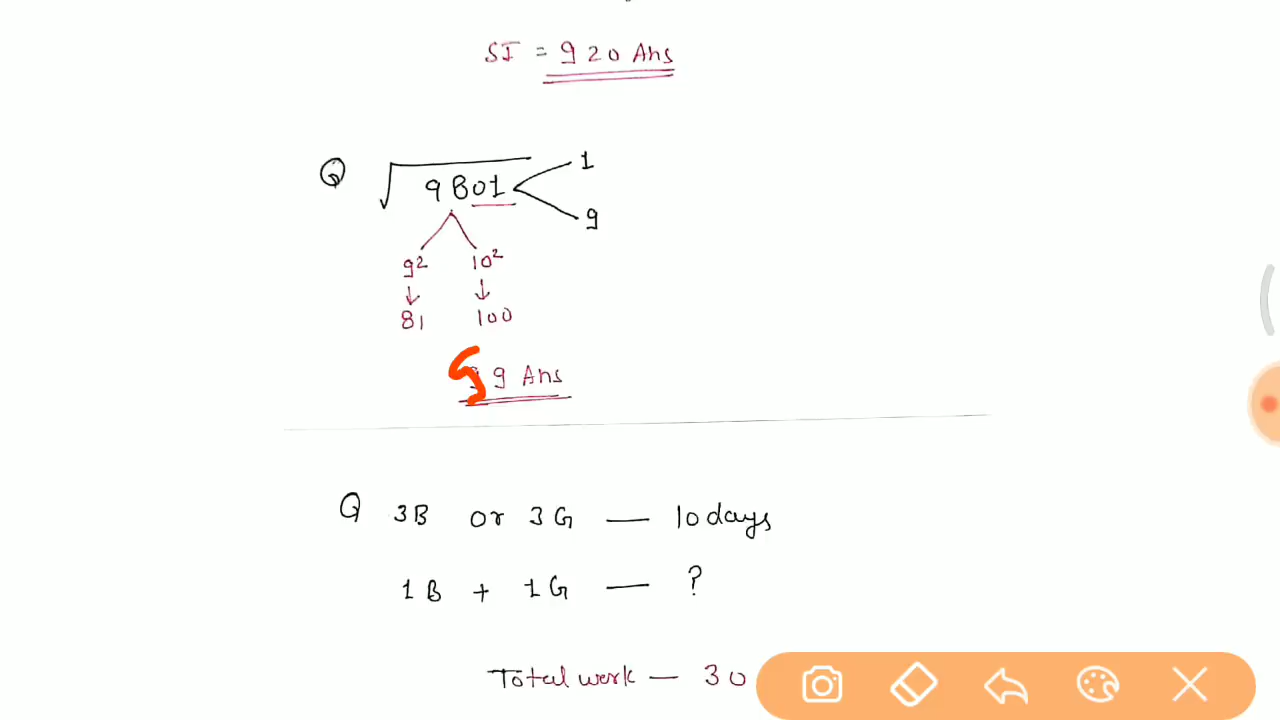 SI = 920 Ans
Q √9801 1
9
9² 10²
↓ ↓
81 100
99 Ans
Q 3B or 3G — 10 days
1B + 1G — ?
Total work — 30